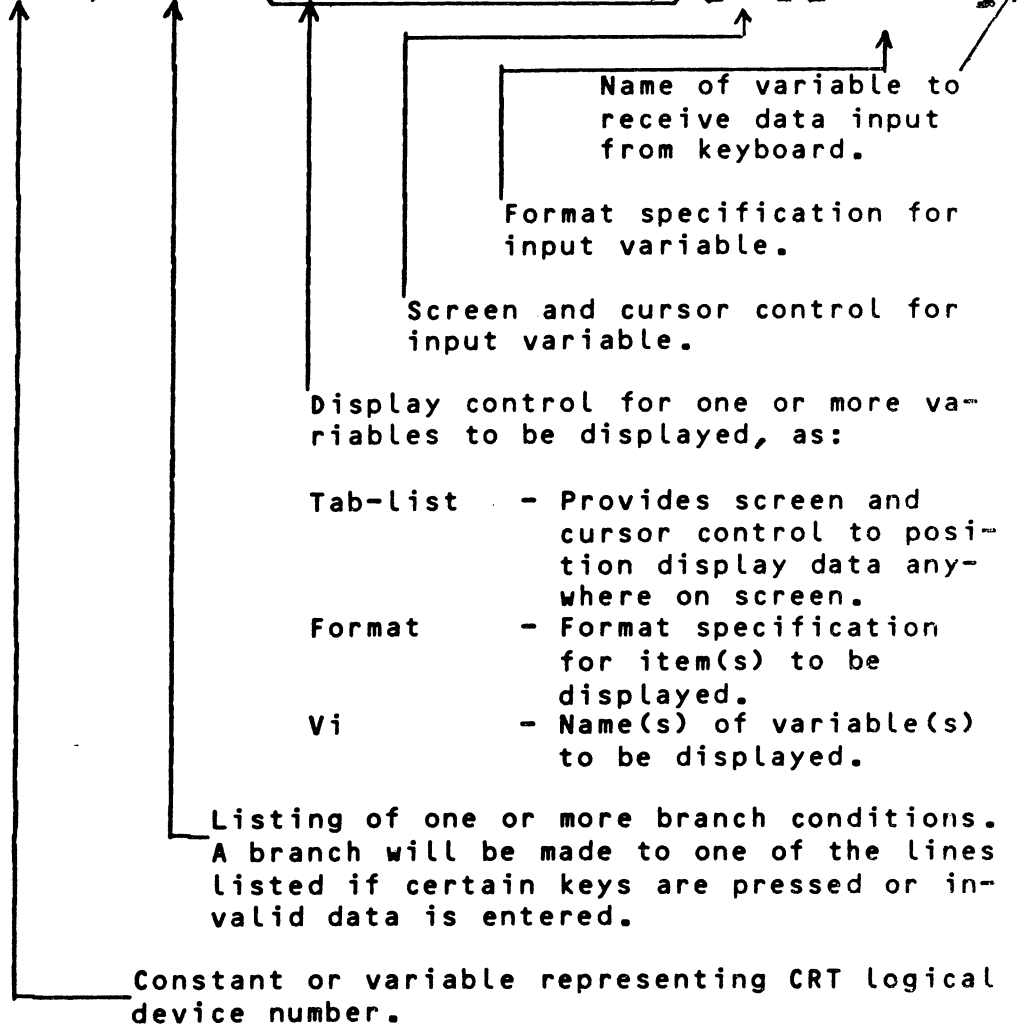 Name of variable to
receive data input
from keyboard.
Format specification for
input variable.
Screen and cursor control for
input variable.
Display control for one or more va-
riables to be displayed, as:
Tab-list - Provides screen and
cursor control to posi-
tion display data any-
where on screen.
Format - Format specification
for item(s) to be
displayed.
Vi - Name(s) of variable(s)
to be displayed.
Listing of one or more branch conditions.
A branch will be made to one of the lines
listed if certain keys are pressed or in-
valid data is entered.
Constant or variable representing CRT logical
device number.